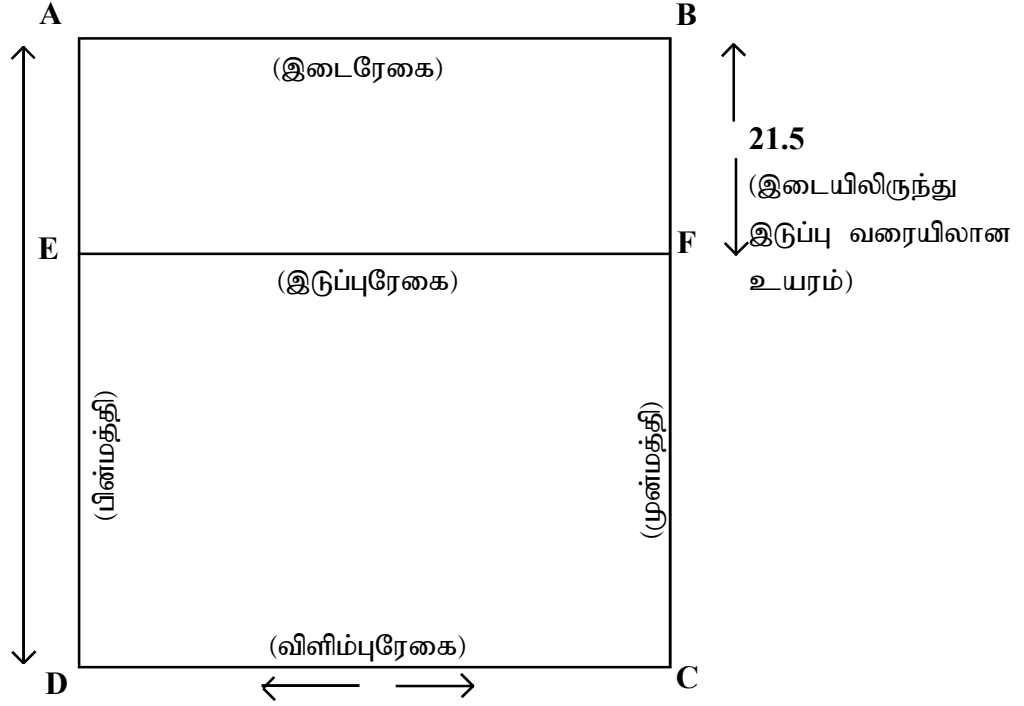 A B
(இடைரேகை)
21.5
(இடையிலிருந்து
இடுப்பு வரையிலான
உயரம்)
E F
(இடுப்புரேகை)
(பின்மத்தி)
(முன்மத்தி)
(விளிம்புரேகை)
D C